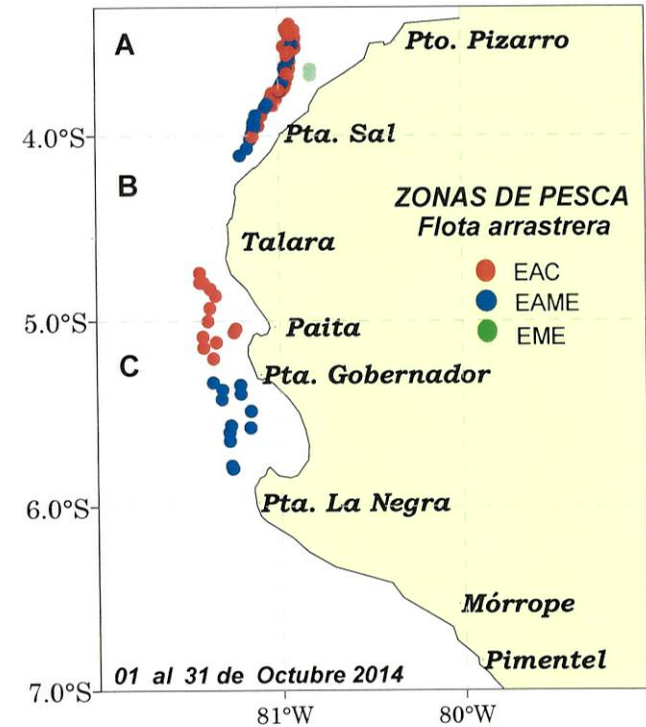 A
Pto. Pizarro
4.0°S
Pta. Sal
B
ZONAS DE PESCA
Flota arrastrera
Talara
EAC
EAME
EME
5.0°S
Paita
C
Pta. Gobernador
6.0°S
Pta. La Negra
Mórrope
Pimentel
01 al 31 de Octubre 2014
7.0°S
81°W
80°W